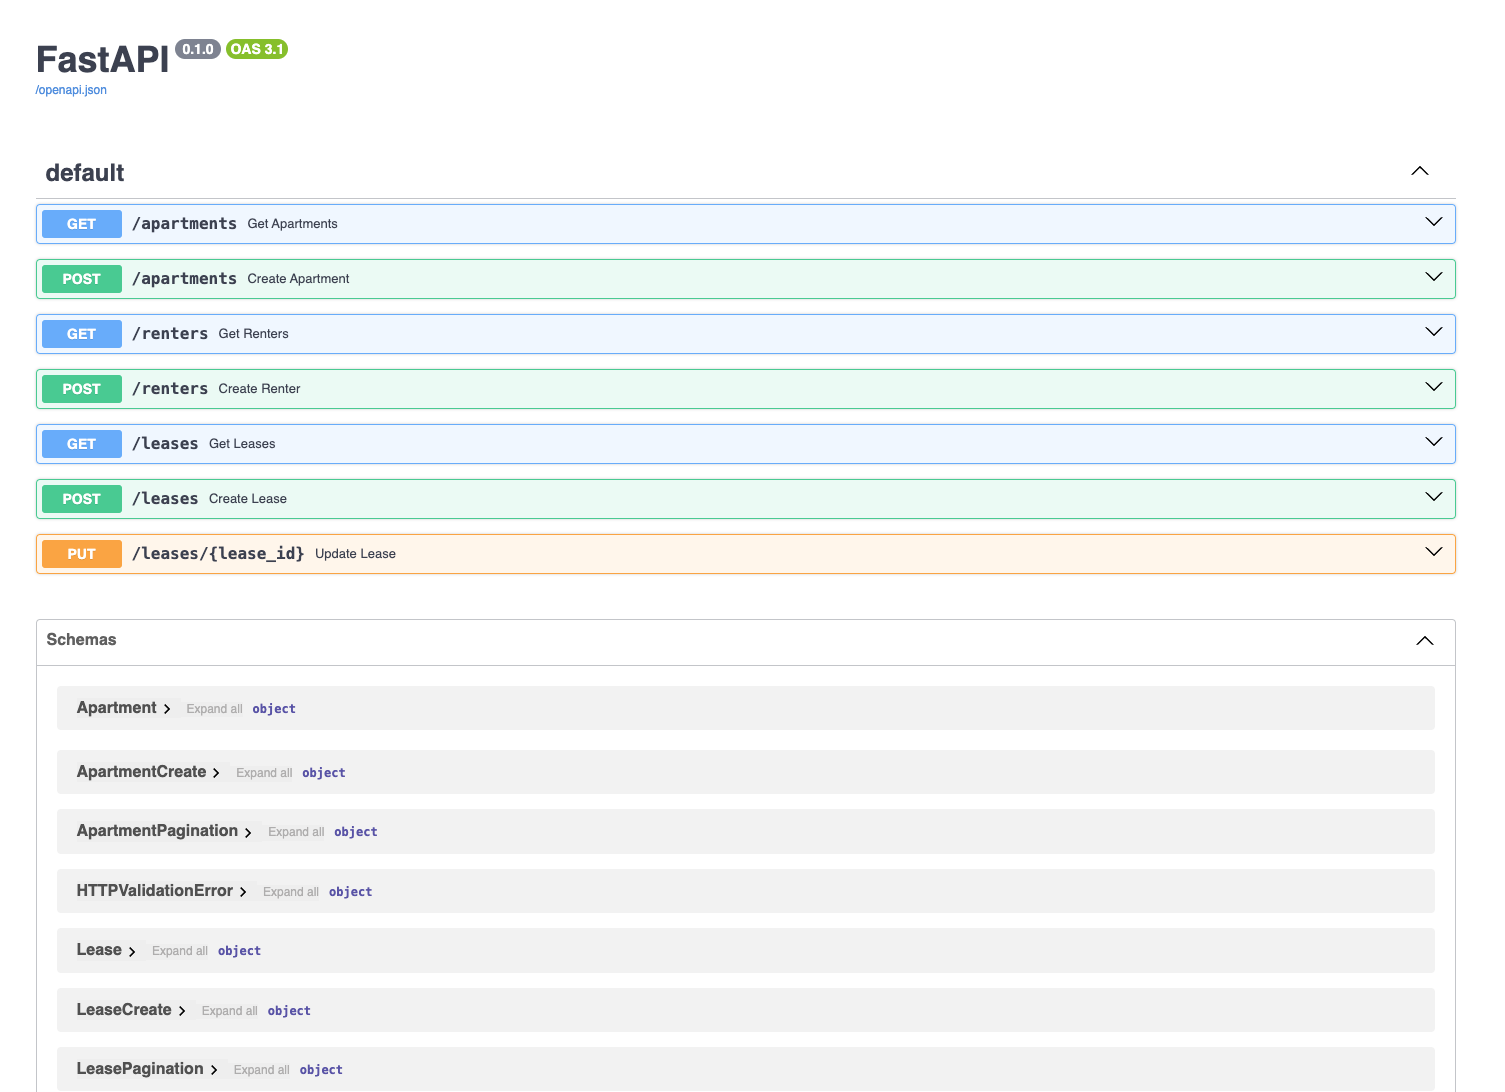 FastAPI 0.1.0 OAS 3.1
/openapi.json
default
GET /apartments Get Apartments
POST /apartments Create Apartment
GET /renters Get Renters
POST /renters Create Renter
GET /leases Get Leases
POST /leases Create Lease
PUT /leases/{lease_id} Update Lease
Schemas
Apartment Expand all object
ApartmentCreate Expand all object
ApartmentPagination Expand all object
HTTPValidationError Expand all object
Lease Expand all object
LeaseCreate Expand all object
LeasePagination Expand all object